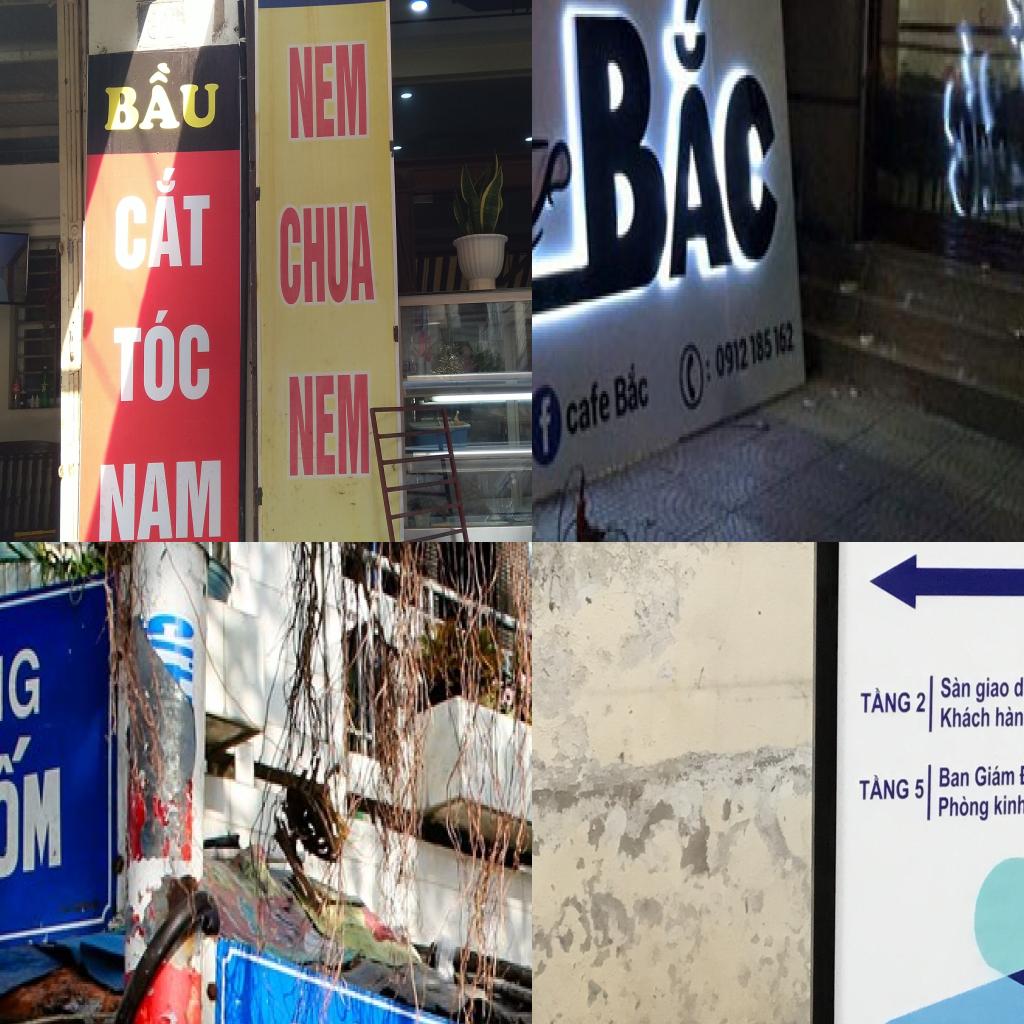 BẦU
CẮT
TÓC
NAM
NEM
CHUA
NEM
BẮC
cafe Bắc
: 0912 185 162
NG
ỐM
TẦNG 2
Sàn giao d
Khách hàn
TẦNG 5
Ban Giám Đ
Phòng kinh